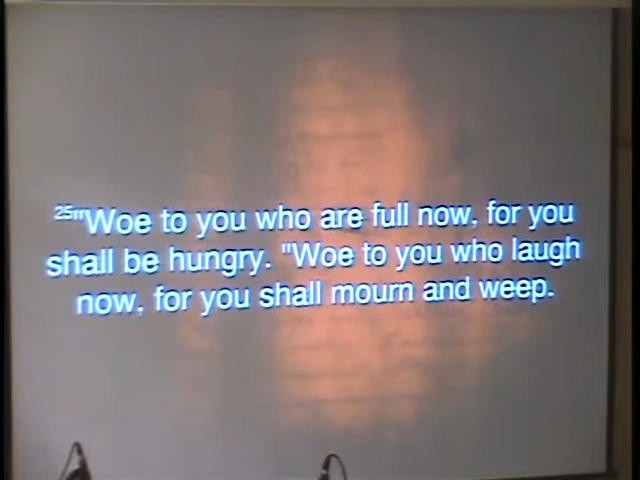 25"Woe to you who are full now, for you
shall be hungry. "Woe to you who laugh
now, for you shall mourn and weep.